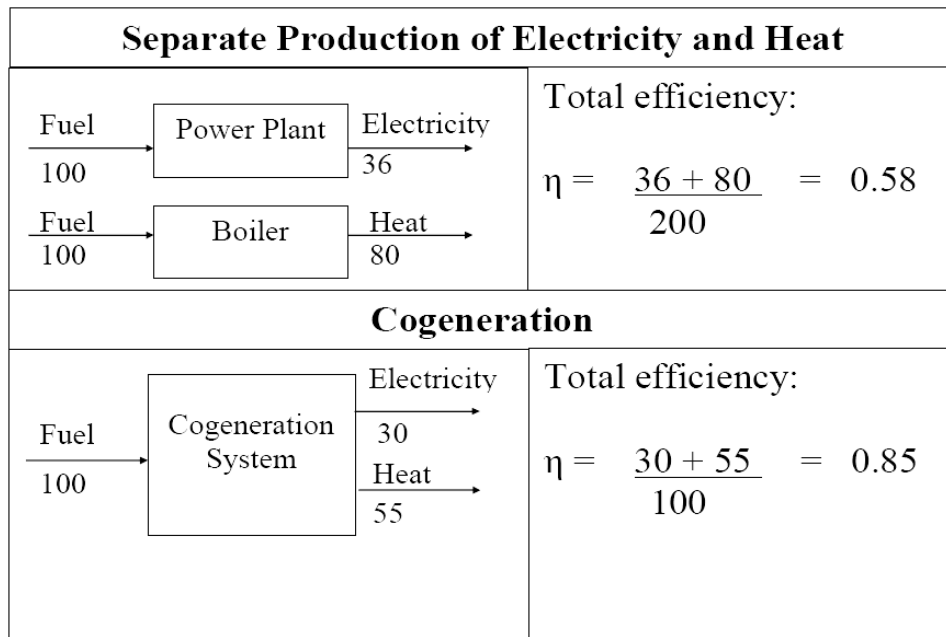 Separate Production of Electricity and Heat
Fuel
100
Power Plant
Electricity
36
Fuel
100
Boiler
Heat
80
Total efficiency:
η = 36 + 80 = 0.58
200
Cogeneration
Fuel
100
Cogeneration
System
Electricity
30
Heat
55
Total efficiency:
η = 30 + 55 = 0.85
100